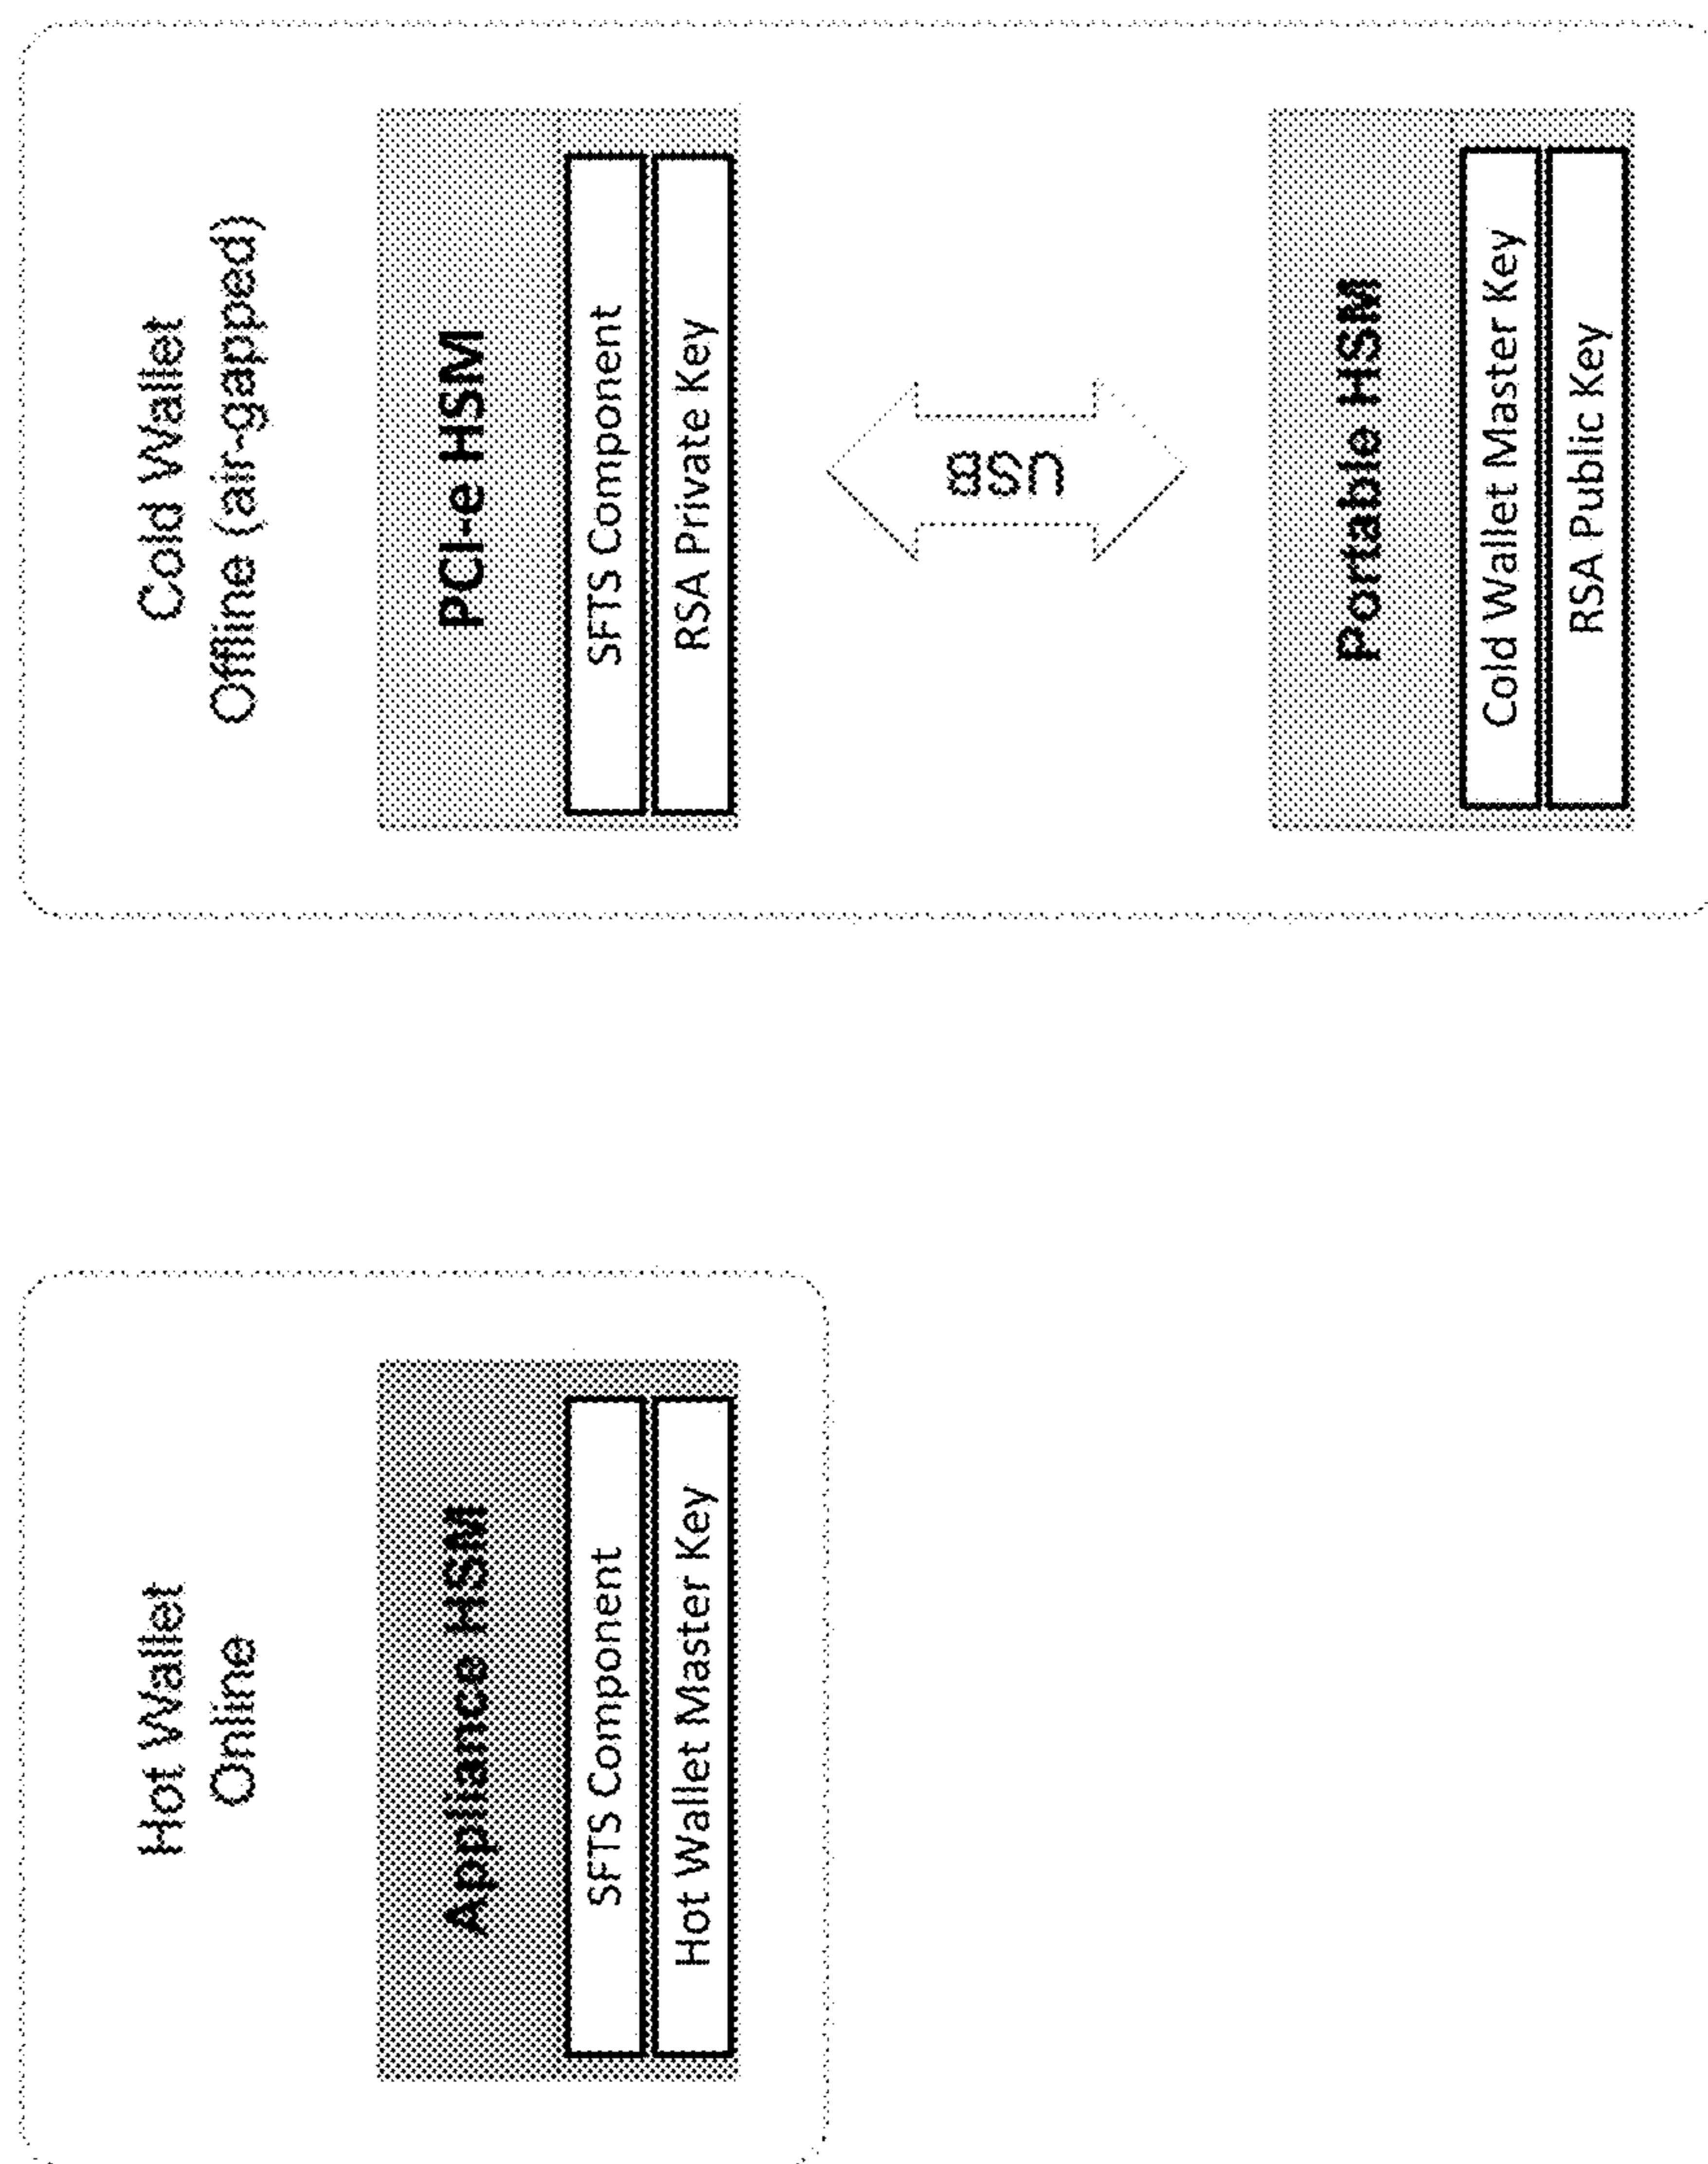 Hot Wallet
Online
Appliance HSM
SFTS Component
Hot Wallet Master Key
Cold Wallet
Offline (air-gapped)
PCI-e HSM
SFTS Component
RSA Private Key
USB
Portable HSM
Cold Wallet Master Key
RSA Public Key